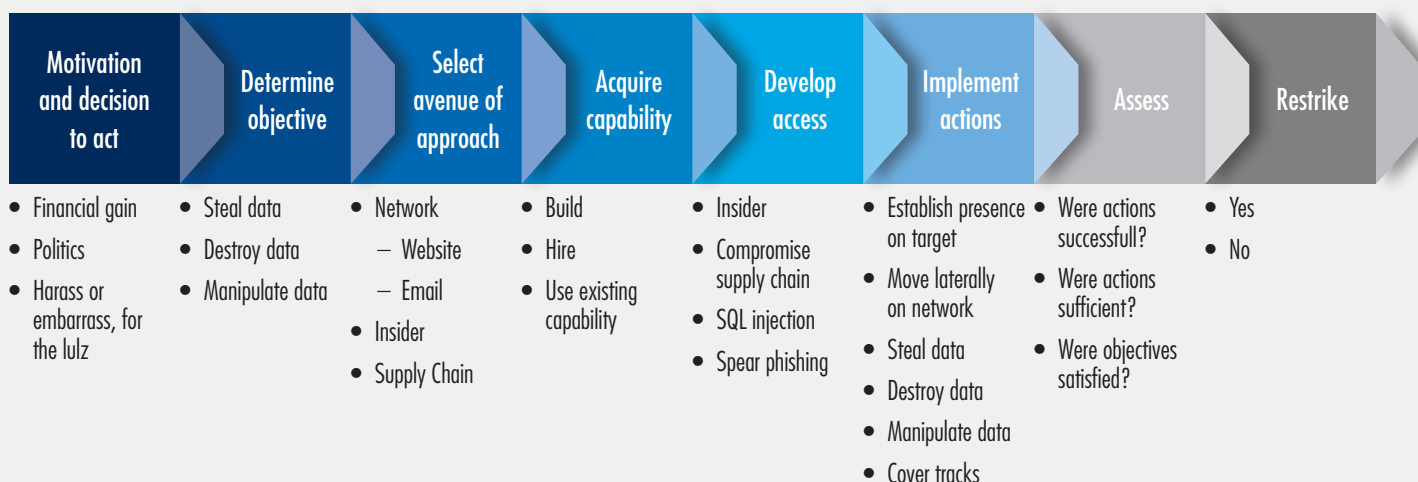 Motivation
and decision
to act
Determine
objective
Select
avenue of
approach
Acquire
capability
Develop
access
Implement
actions
Assess
Restrike
• Financial gain
• Politics
• Harass or
embarrass, for
the lulz
• Steal data
• Destroy data
• Manipulate data
• Network
– Website
– Email
• Insider
• Supply Chain
• Build
• Hire
• Use existing
capability
• Insider
• Compromise
supply chain
• SQL injection
• Spear phishing
• Establish presence
on target
• Move laterally
on network
• Steal data
• Destroy data
• Manipulate data
• Cover tracks
• Were actions
successfull?
• Were actions
sufficient?
• Were objectives
satisfied?
• Yes
• No